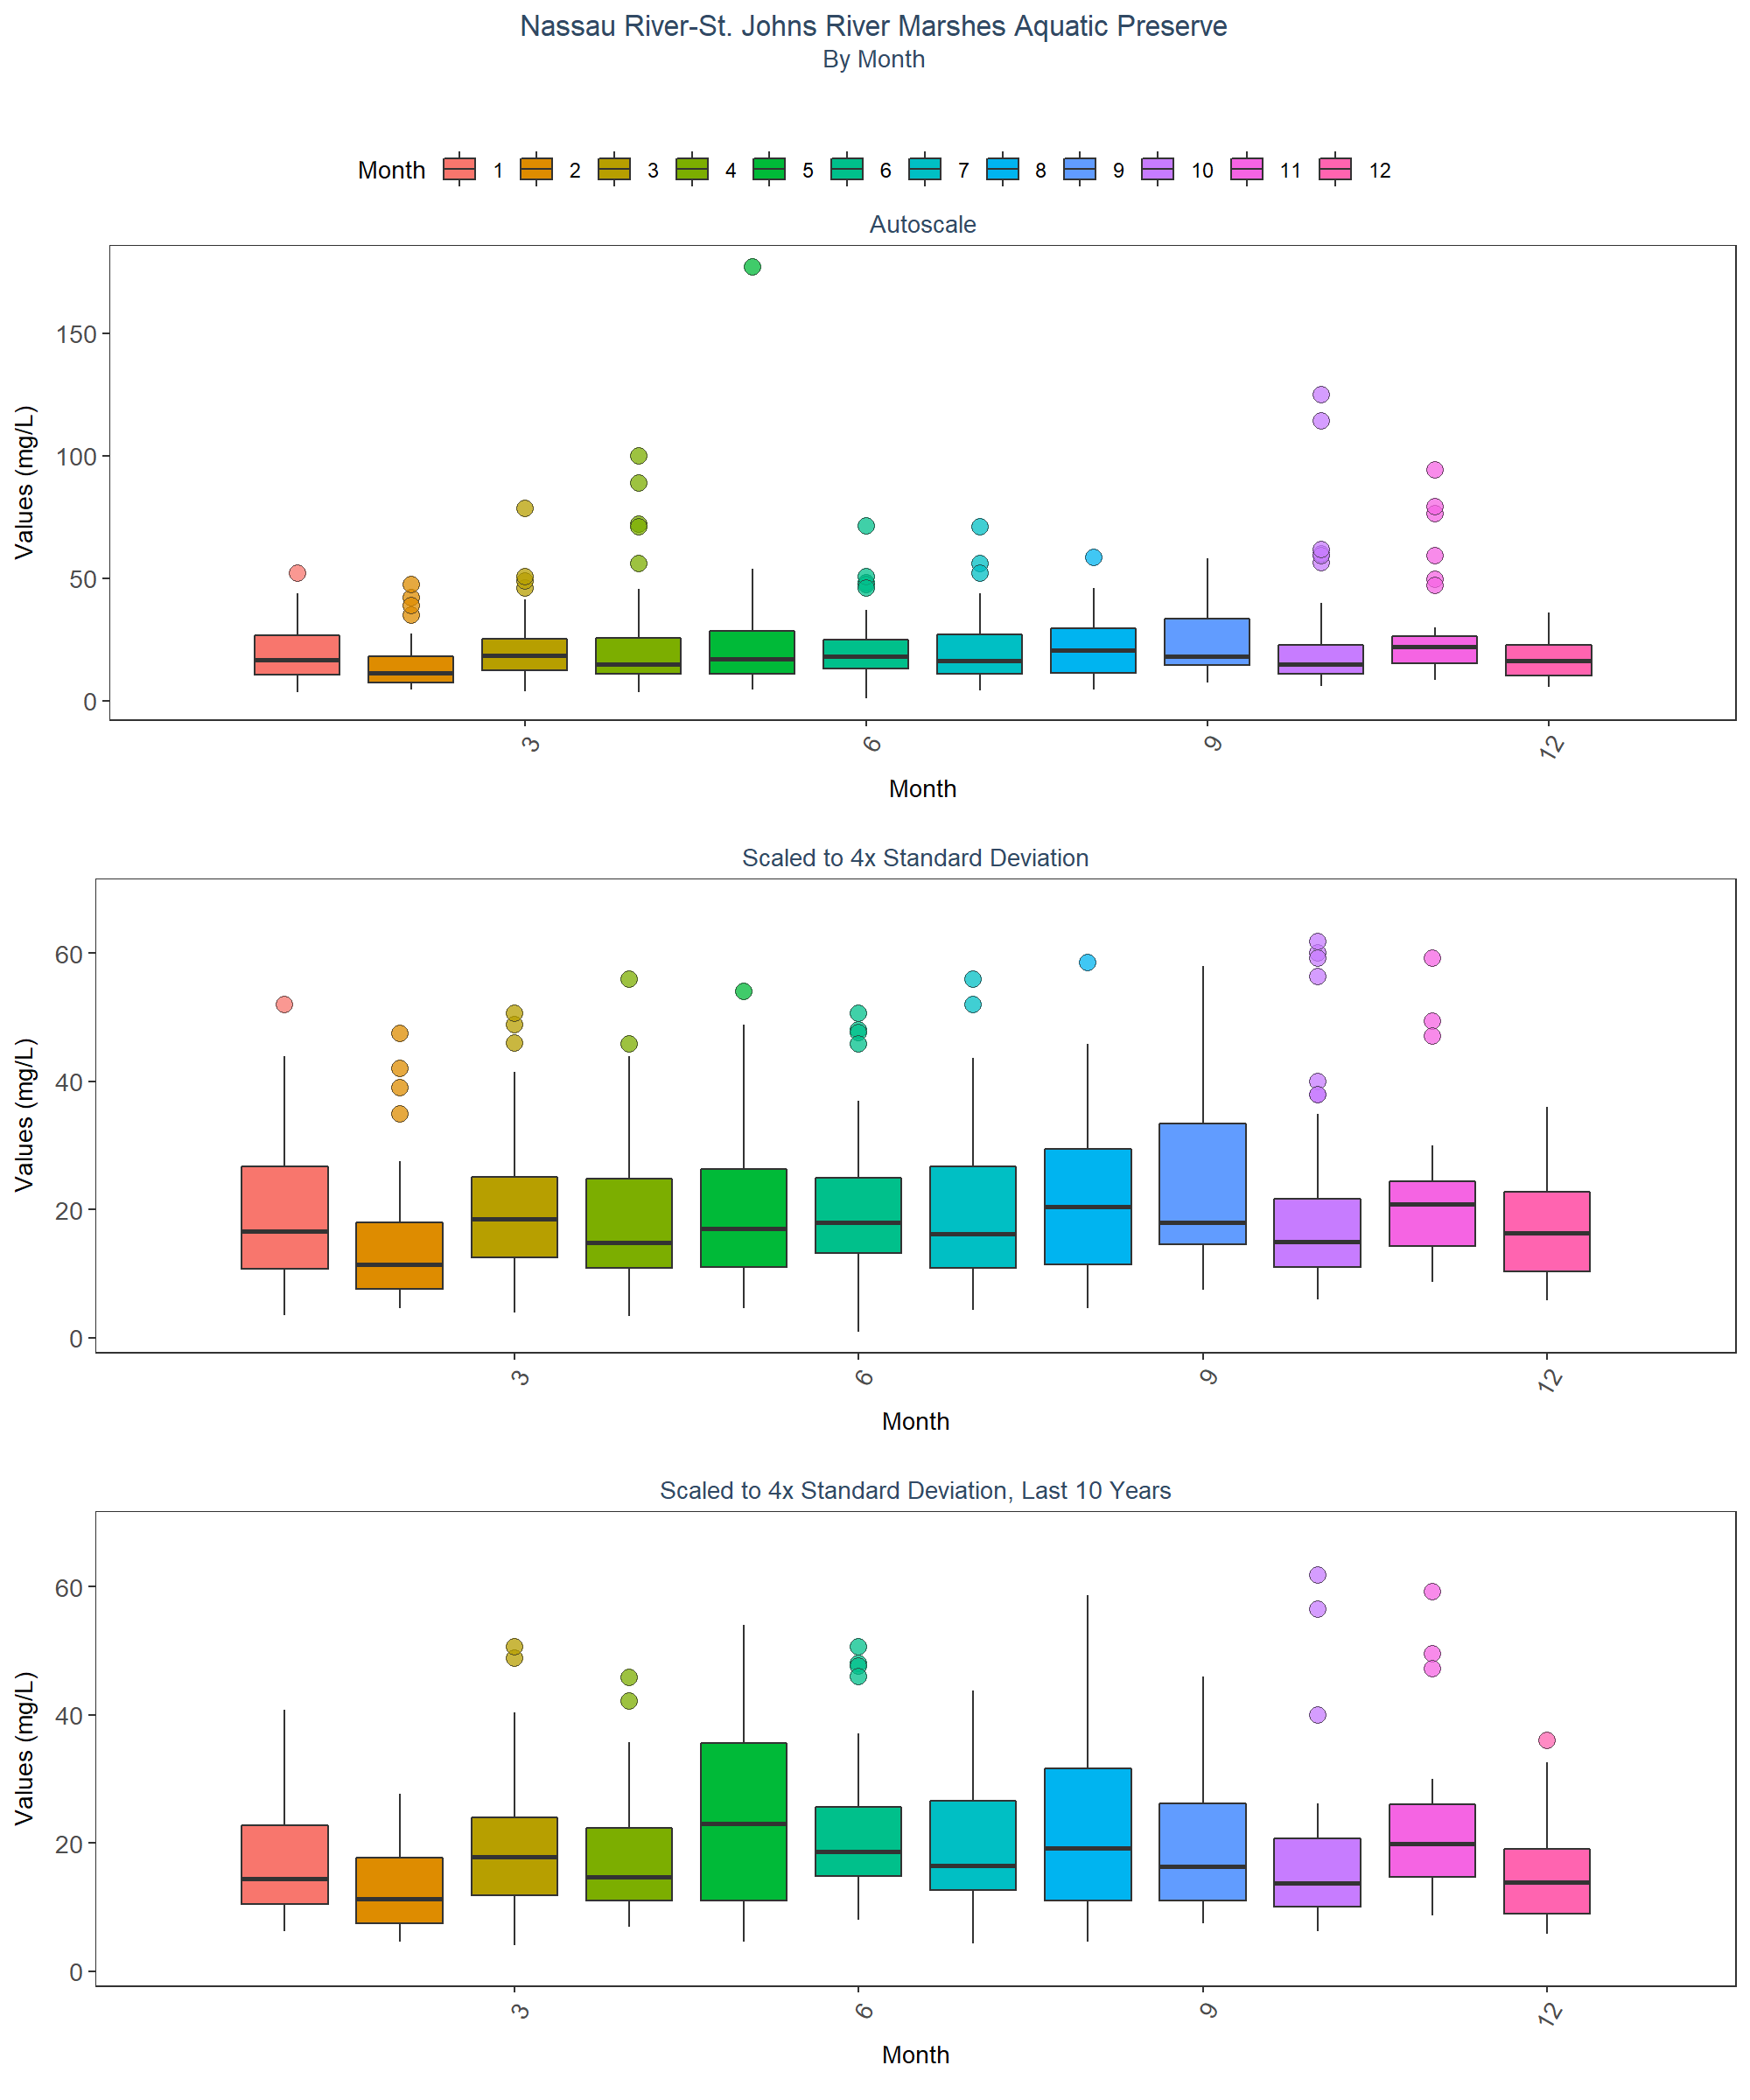 Nassau River-St. Johns River Marshes Aquatic Preserve
By Month
Month 1 2 3 4 5 6 7 8 9 10 11 12
Autoscale
Values (mg/L)
150
100
50
0
3 6 9 12
Month
Scaled to 4x Standard Deviation
Values (mg/L)
60
40
20
0
3 6 9 12
Month
Scaled to 4x Standard Deviation, Last 10 Years
Values (mg/L)
60
40
20
0
3 6 9 12
Month